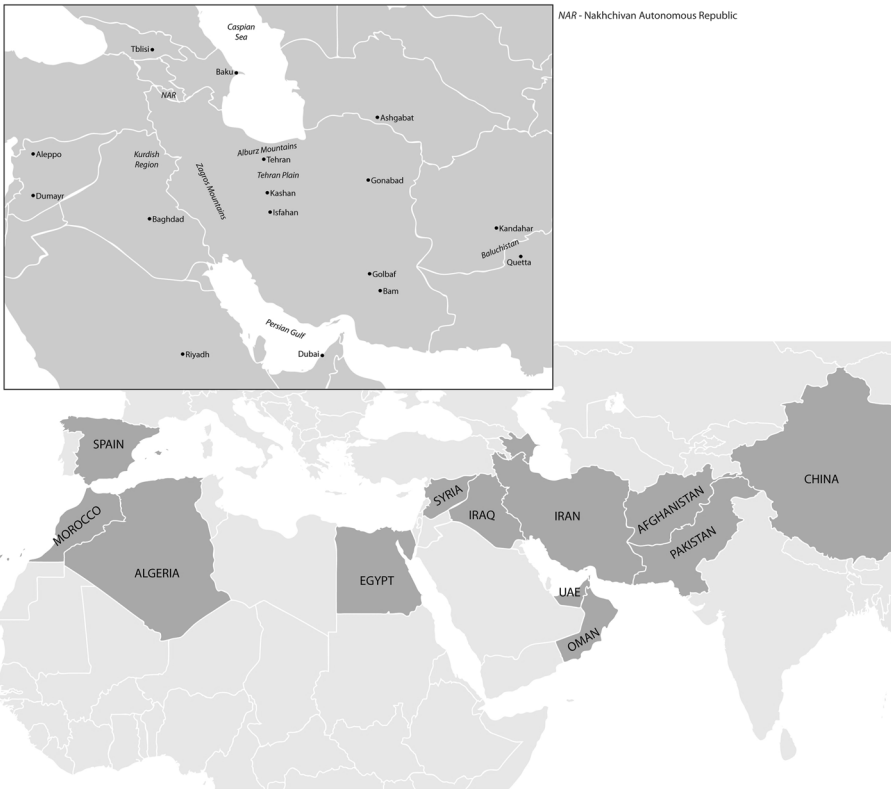 NAR - Nakhchivan Autonomous Republic
Caspian
Sea
Tblisi
Baku
NAR
Ashgabat
Alburz Mountains
Aleppo
Kurdish
Region
Tehran
Tehran Plain
Zagros Mountains
Gonabad
Dumayr
Kashan
Isfahan
Baghdad
Kandahar
Baluchistan
Quetta
Golbaf
Bam
Persian Gulf
Riyadh
Dubai
SPAIN
MOROCCO
ALGERIA
EGYPT
SYRIA
IRAQ
IRAN
AFGHANISTAN
PAKISTAN
CHINA
UAE
OMAN